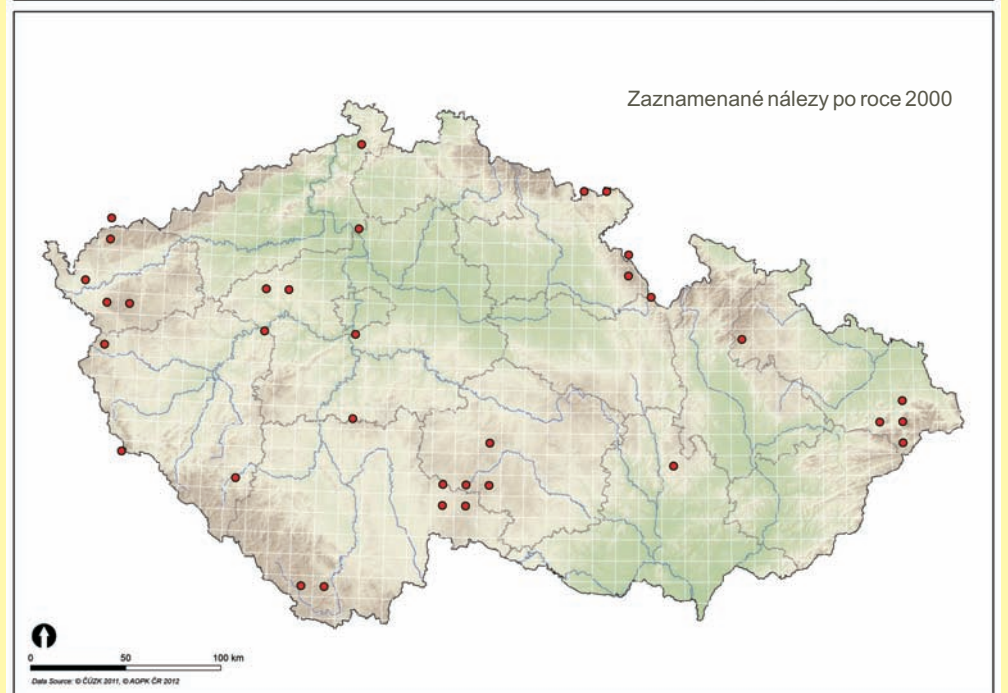 Zaznamenané nálezy po roce 2000
0 50 100 km
Data Source: © ČÚZK 2011, © AOPK ČR 2012